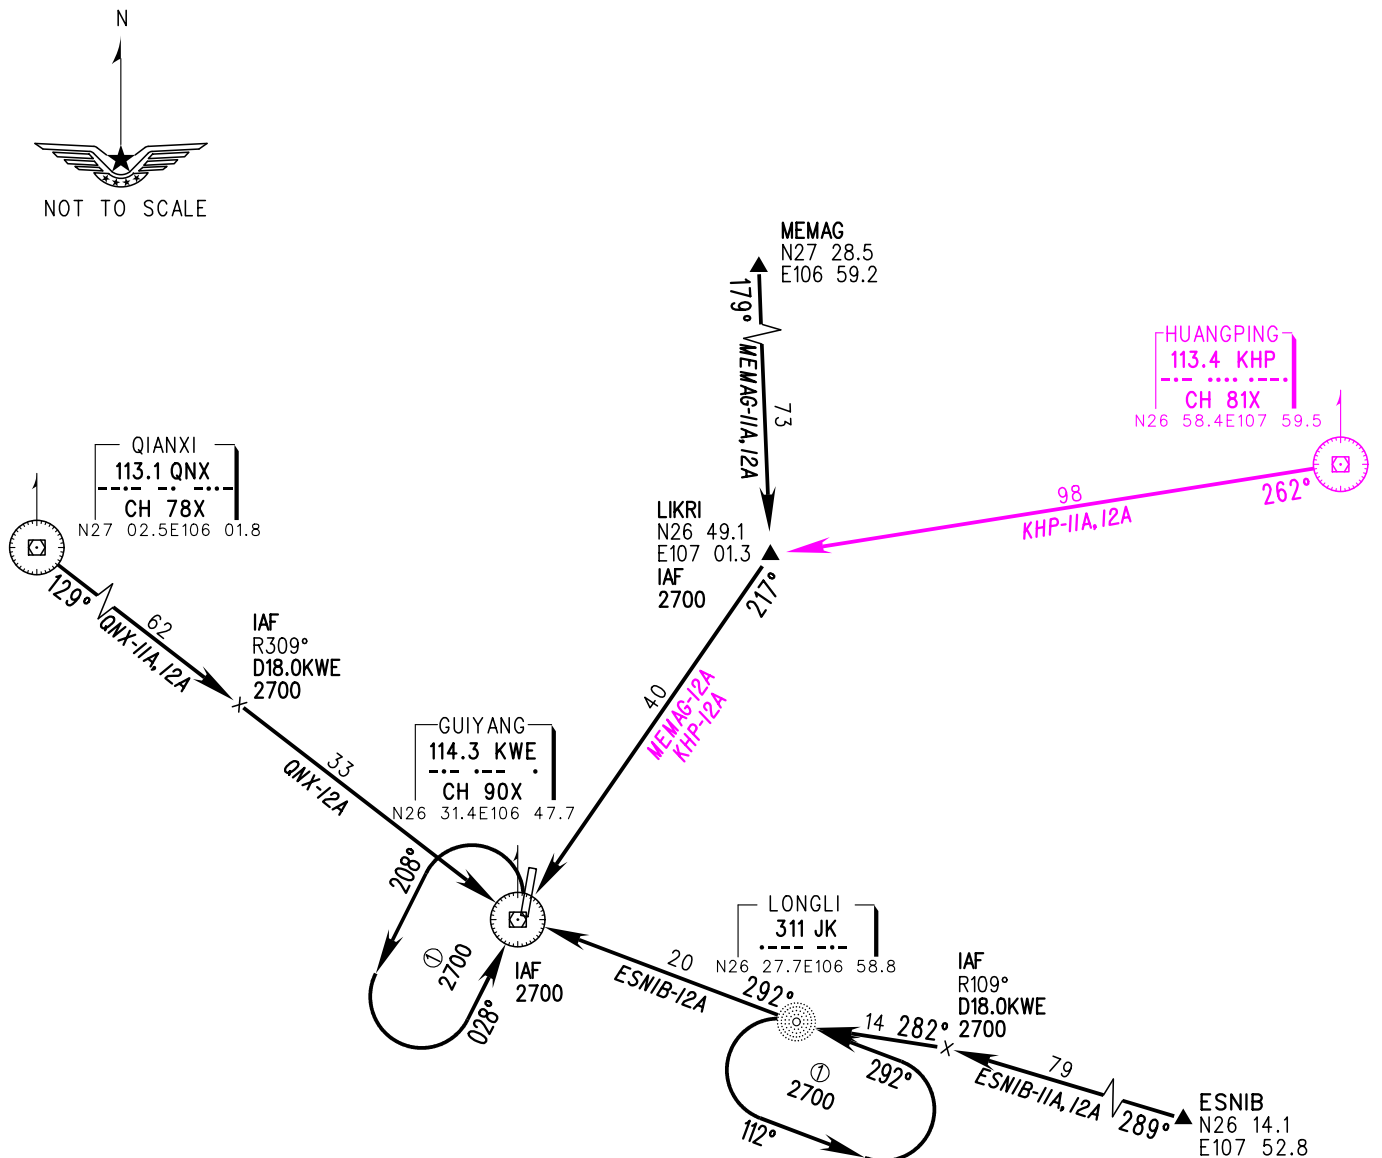 N
NOT TO SCALE
MEMAG
N27 28.5
E106 59.2
179°
MEMAG-11A,12A
73
HUANGPING
113.4 KHP
CH 81X
N26 58.4E107 59.5
262°
98
KHP-11A,12A
QIANXI
113.1 QNX
CH 78X
N27 02.5E106 01.8
129°
62
QNX-11A,12A
LIKRI
N26 49.1
E107 01.3
IAF
2700
217°
IAF
R309°
D18.0KWE
2700
40
MEMAG-12A
KHP-12A
33
QNX-12A
GUIYANG
114.3 KWE
CH 90X
N26 31.4E106 47.7
208°
1
2700
028°
IAF
2700
LONGLI
311 JK
N26 27.7E106 58.8
20
ESNIB-12A
292°
IAF
R109°
D18.0KWE
2700
14
282°
292°
1
2700
112°
79
ESNIB-11A,12A
289°
ESNIB
N26 14.1
E107 52.8